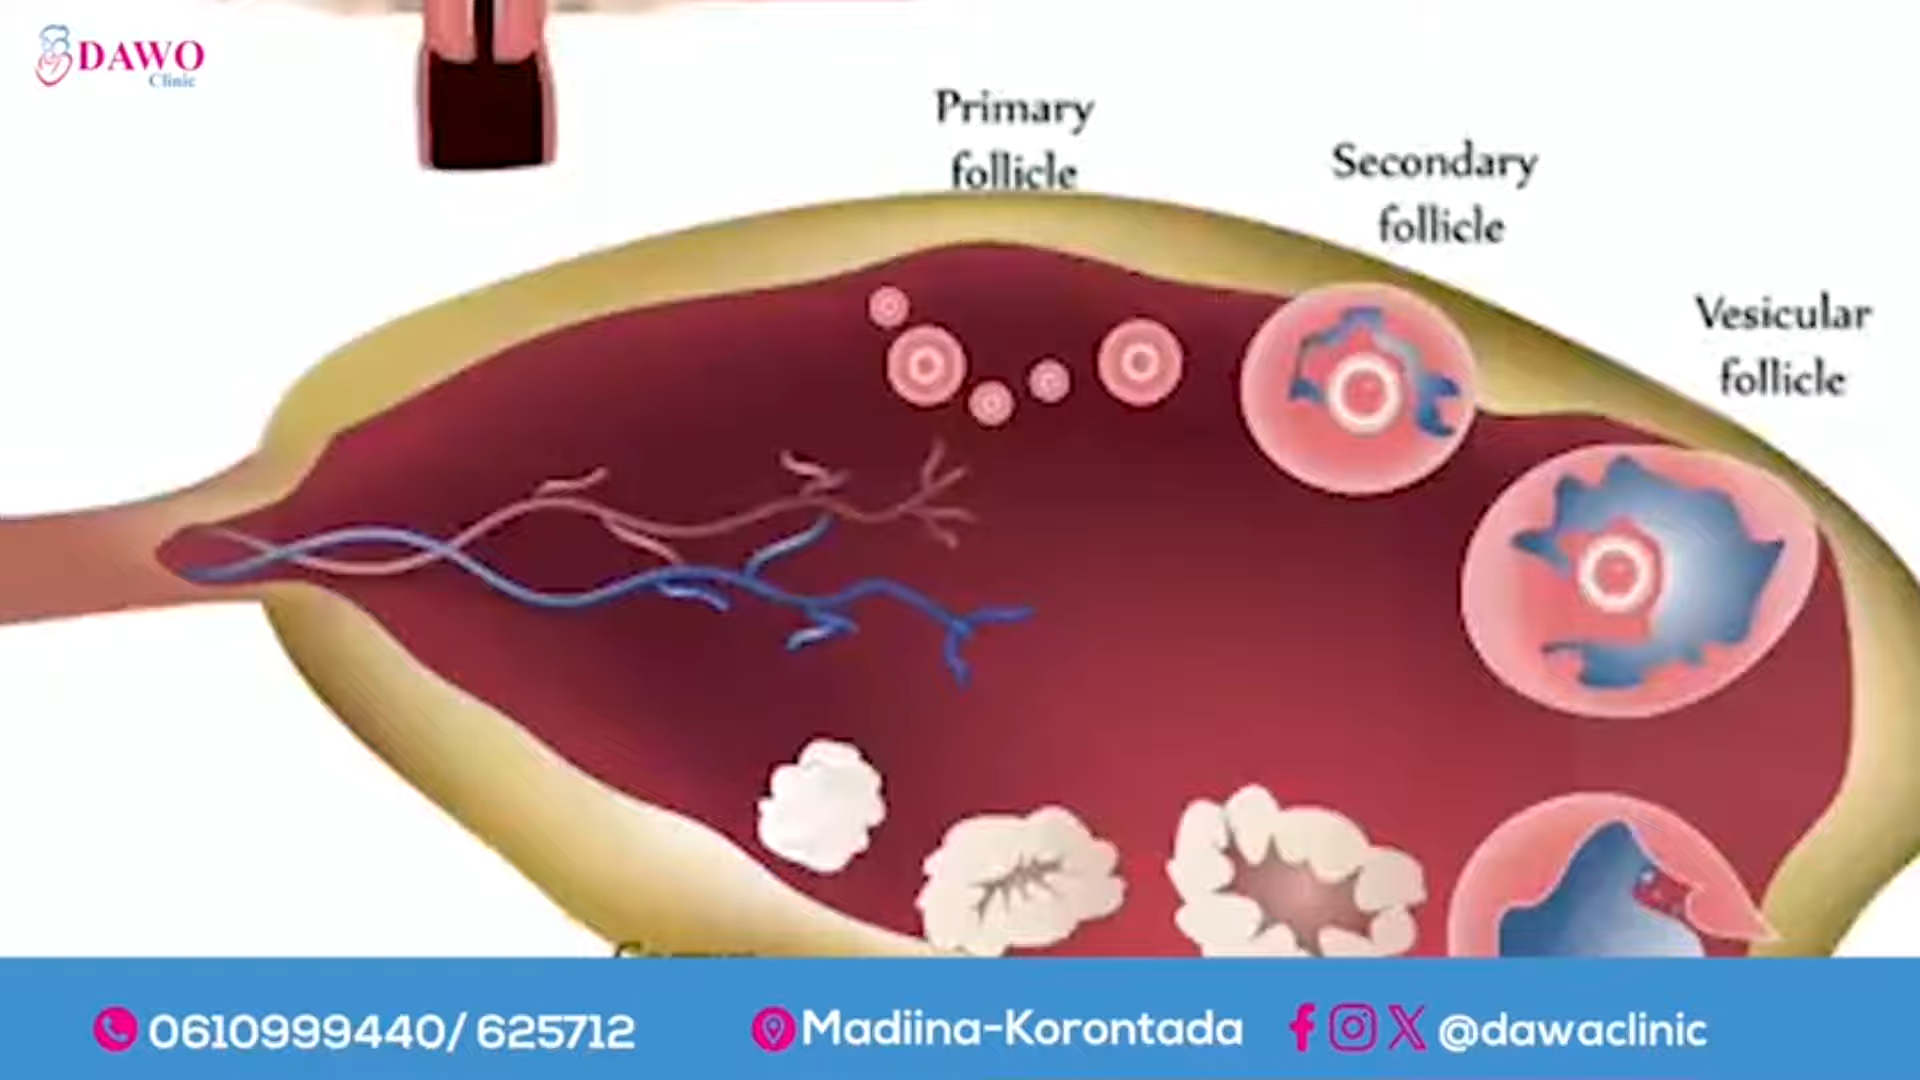 DAWO
Clinic
Primary
follicle
Secondary
follicle
Vesicular
follicle
0610999440/ 625712
Madiina-Korontada
@dawaclinic